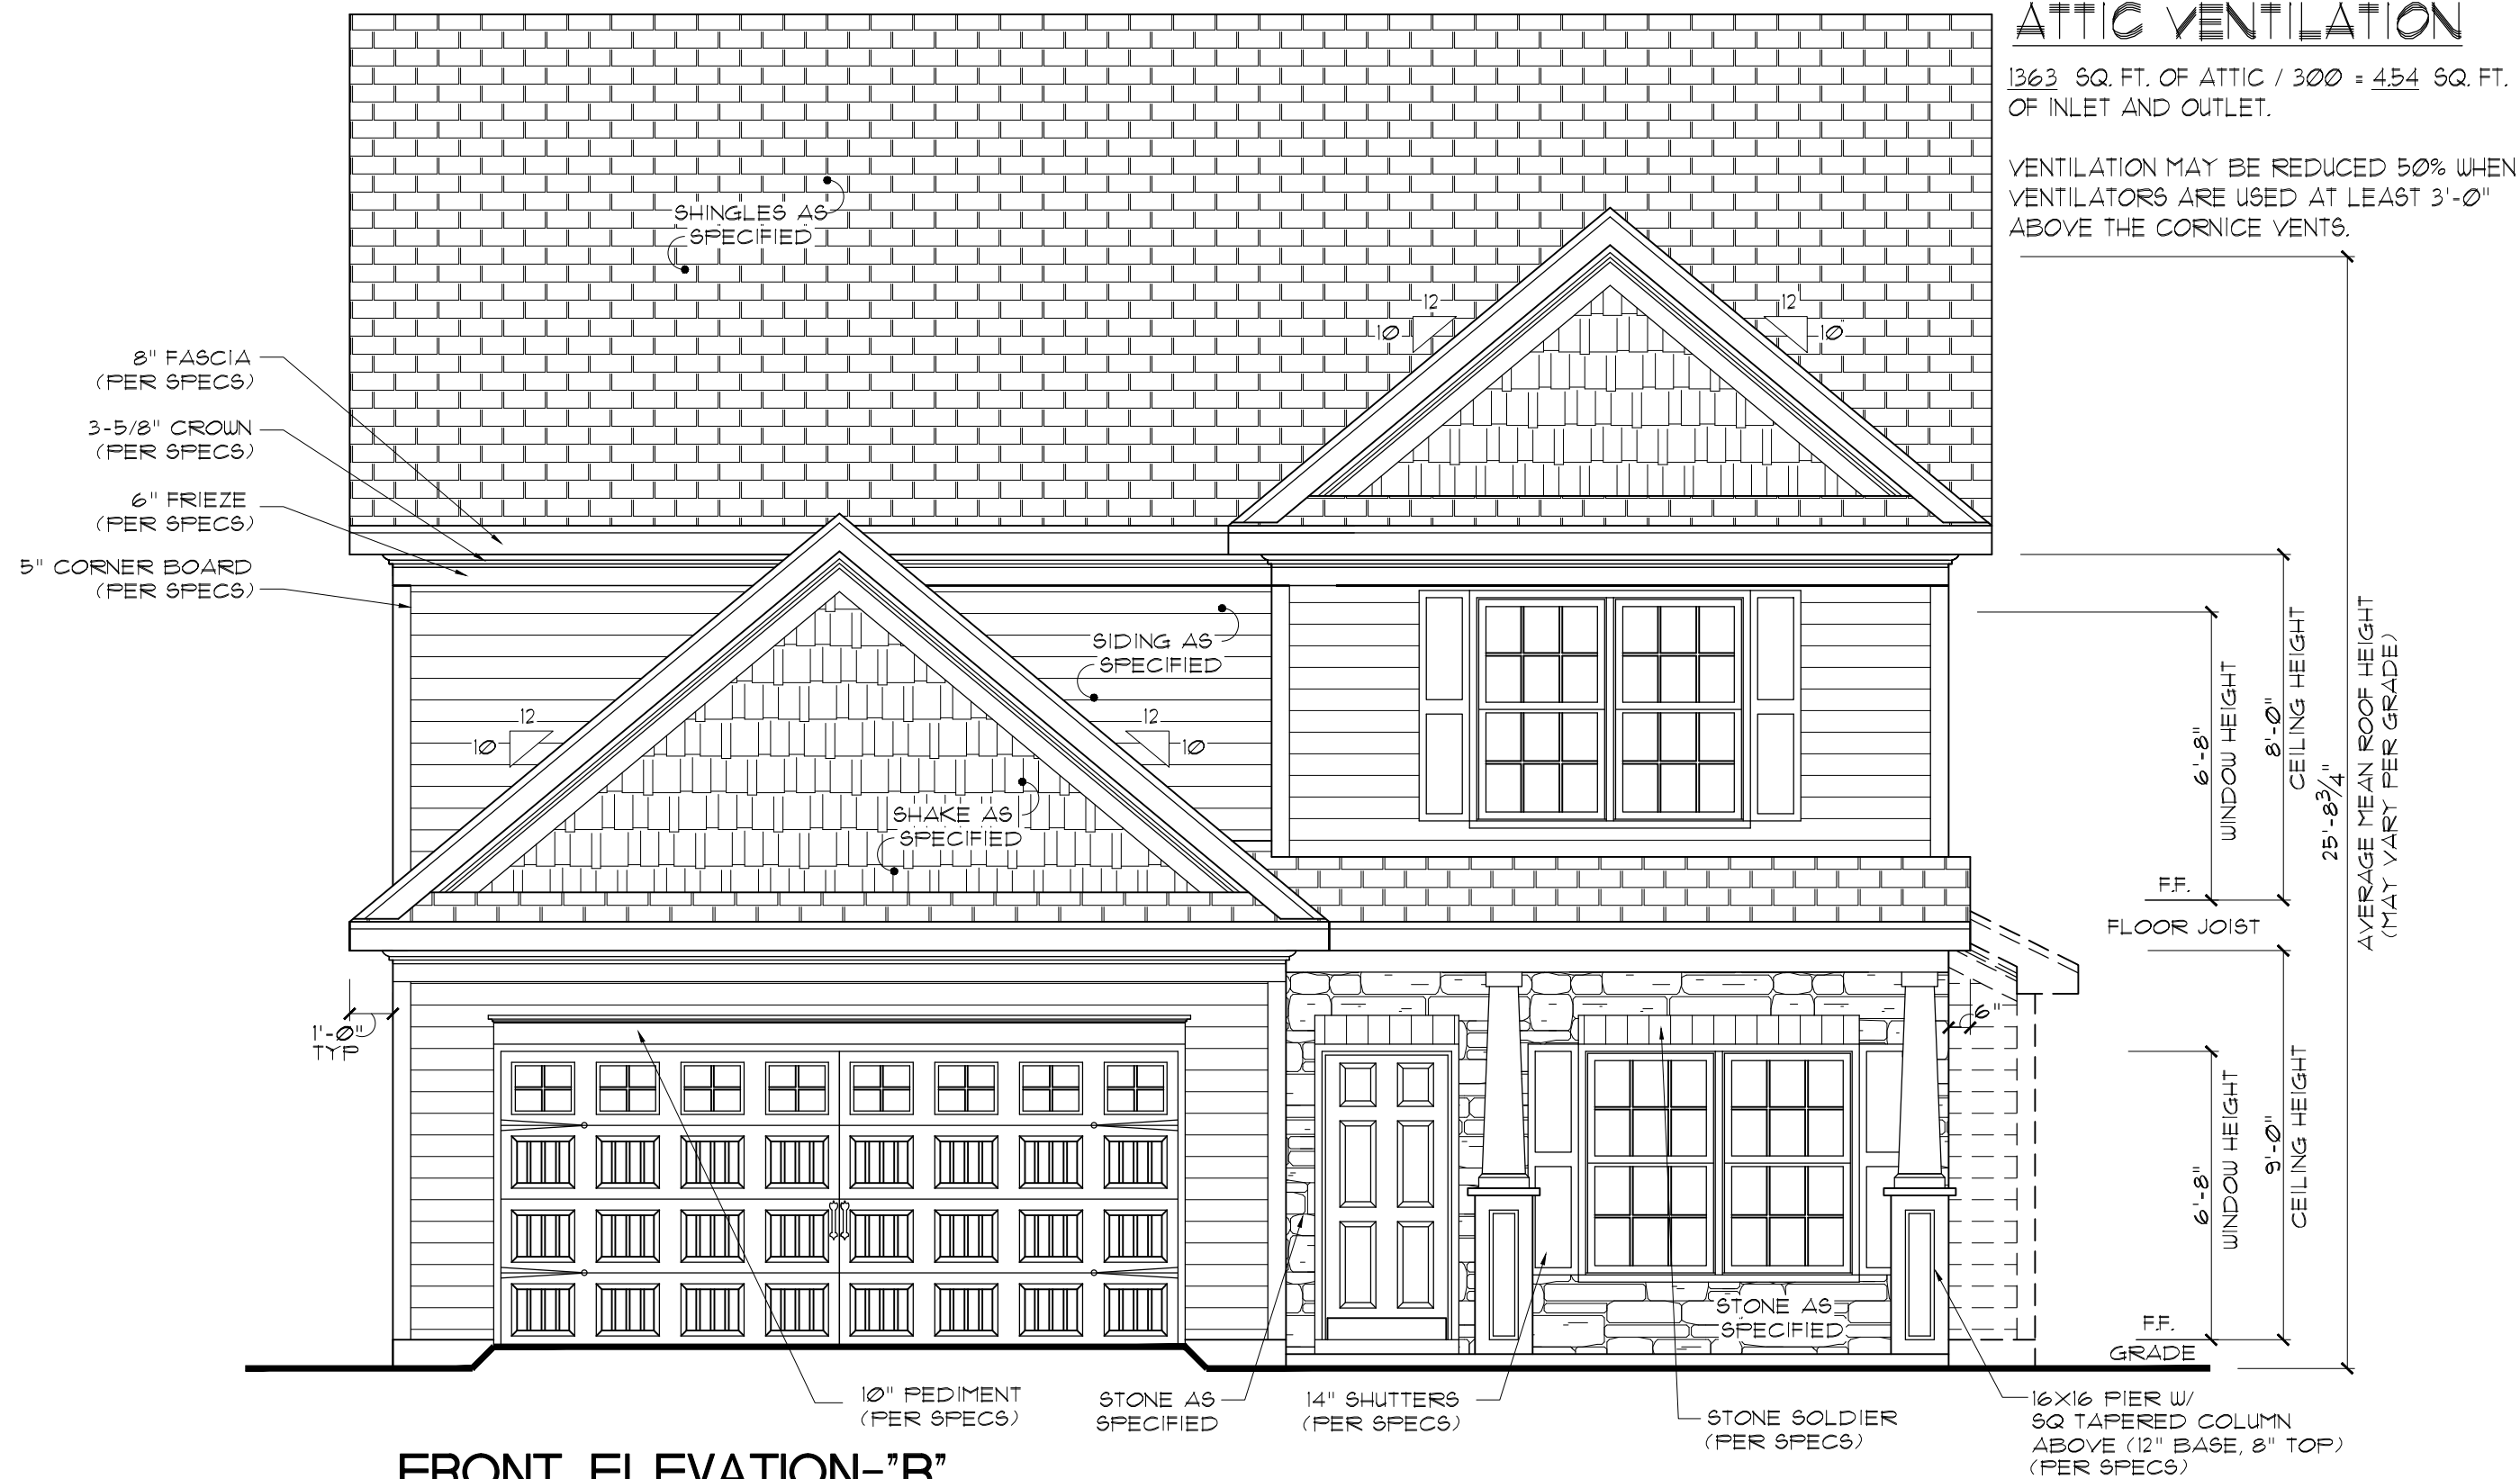 ATTIC VENTILATION
1363 SQ. FT. OF ATTIC / 300 = 4.54 SQ. FT.
OF INLET AND OUTLET.
VENTILATION MAY BE REDUCED 50% WHEN
VENTILATORS ARE USED AT LEAST 3'-0"
ABOVE THE CORNICE VENTS.
SHINGLES AS
SPECIFIED
12
10
12
10
8" FASCIA
(PER SPECS)
3-5/8" CROWN
(PER SPECS)
6" FRIEZE
(PER SPECS)
5" CORNER BOARD
(PER SPECS)
SIDING AS
SPECIFIED
12
10
12
10
SHAKE AS
SPECIFIED
6'-8"
WINDOW HEIGHT
8'-0"
CEILING HEIGHT
25'-8 3/4"
AVERAGE MEAN ROOF HEIGHT
(MAY VARY PER GRADE)
F.F.
FLOOR JOIST
1'-0"
TYP
6"
6'-8"
WINDOW HEIGHT
9'-0"
CEILING HEIGHT
STONE AS
SPECIFIED
F.F.
GRADE
10" PEDIMENT
(PER SPECS)
STONE AS
SPECIFIED
14" SHUTTERS
(PER SPECS)
STONE SOLDIER
(PER SPECS)
16X16 PIER W/
SQ TAPERED COLUMN
ABOVE (12" BASE, 8" TOP)
(PER SPECS)
FRONT ELEVATION-"B"